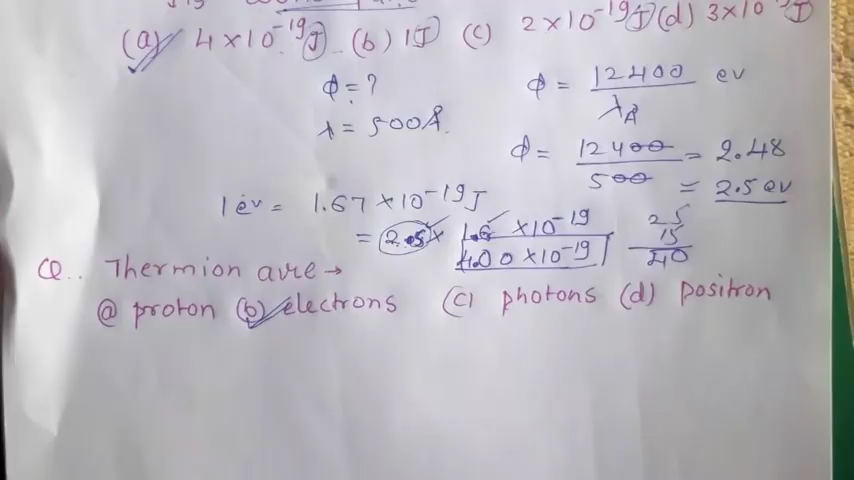 (a) 4×10⁻¹⁹J (b) 1J (c) 2×10⁻¹⁹J (d) 3×10 J
ϕ = ?
λ = 500Å.
ϕ = 12400 / λÅ ev
ϕ = 12400 / 500 = 2.48
= 2.5 ev
1 ev = 1.67 × 10⁻¹⁹J
= 2.5 × 1.6 × 10⁻¹⁹
4.00 × 10⁻¹⁹
25
15
40
Q.. Thermion are →
@ proton (b) electrons (c) photons (d) positron